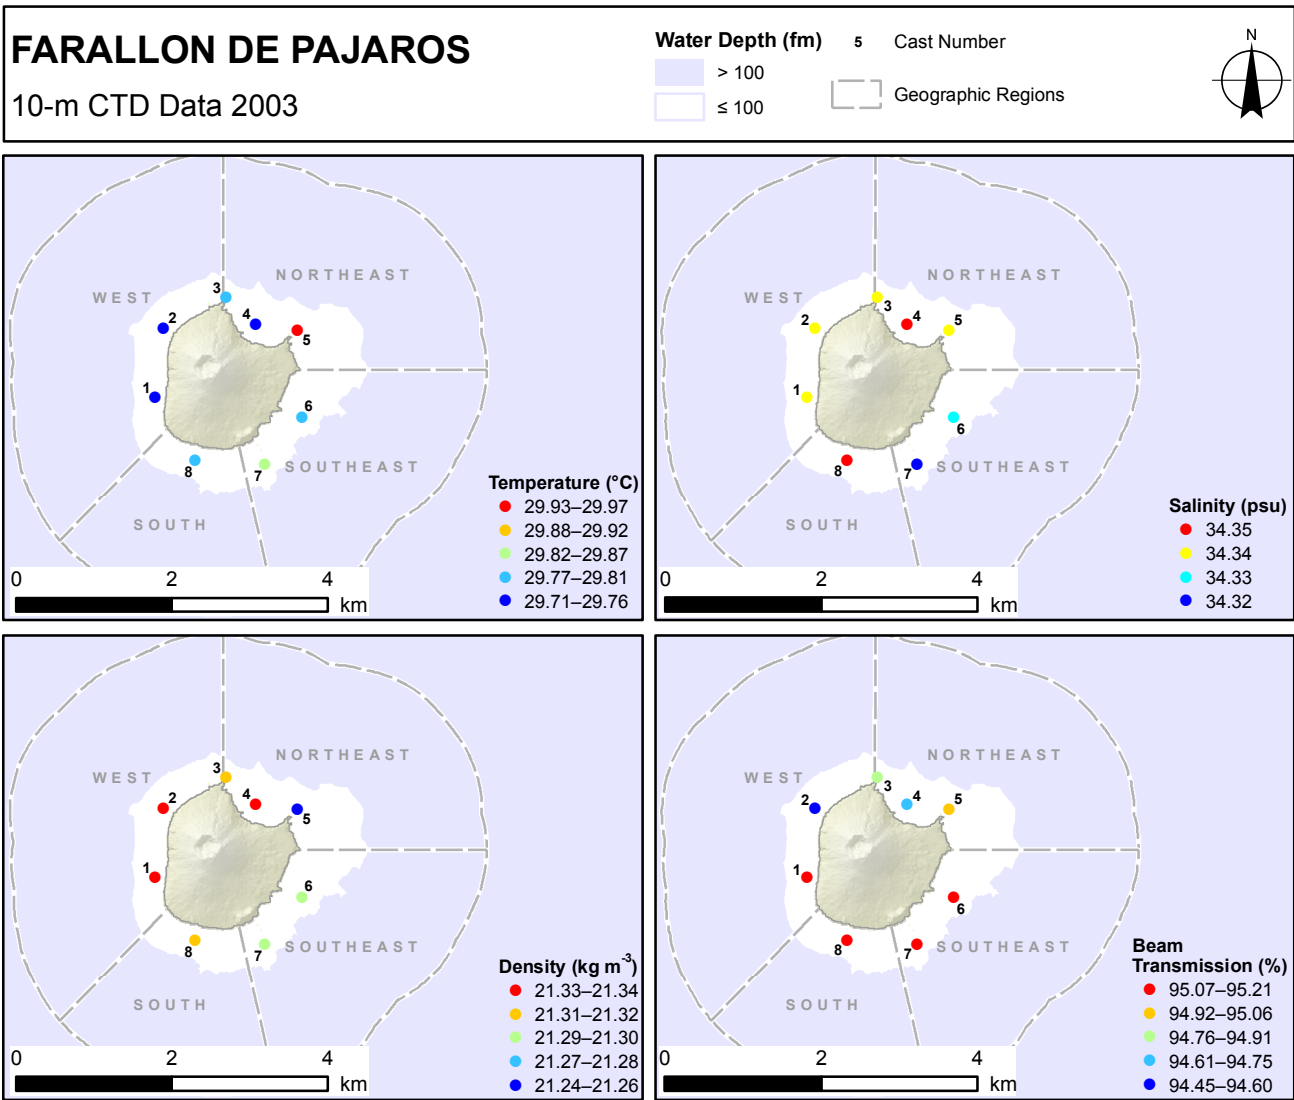 FARALLON DE PAJAROS
10-m CTD Data 2003
Water Depth (fm)
> 100
≤ 100
5 Cast Number
Geographic Regions
N
NORTHEAST
WEST
3
2
4
5
1
6
8
7
SOUTHEAST
SOUTH
Temperature (°C)
29.93–29.97
29.88–29.92
29.82–29.87
29.77–29.81
29.71–29.76
0 2 4
km
NORTHEAST
WEST
3
2
4
5
1
6
8
7
SOUTHEAST
SOUTH
Salinity (psu)
34.35
34.34
34.33
34.32
0 2 4
km
NORTHEAST
WEST
3
2
4
5
1
6
8
7
SOUTHEAST
SOUTH
Density (kg m⁻³)
21.33–21.34
21.31–21.32
21.29–21.30
21.27–21.28
21.24–21.26
0 2 4
km
NORTHEAST
WEST
3
2
4
5
1
6
8
7
SOUTHEAST
SOUTH
Beam
Transmission (%)
95.07–95.21
94.92–95.06
94.76–94.91
94.61–94.75
94.45–94.60
0 2 4
km